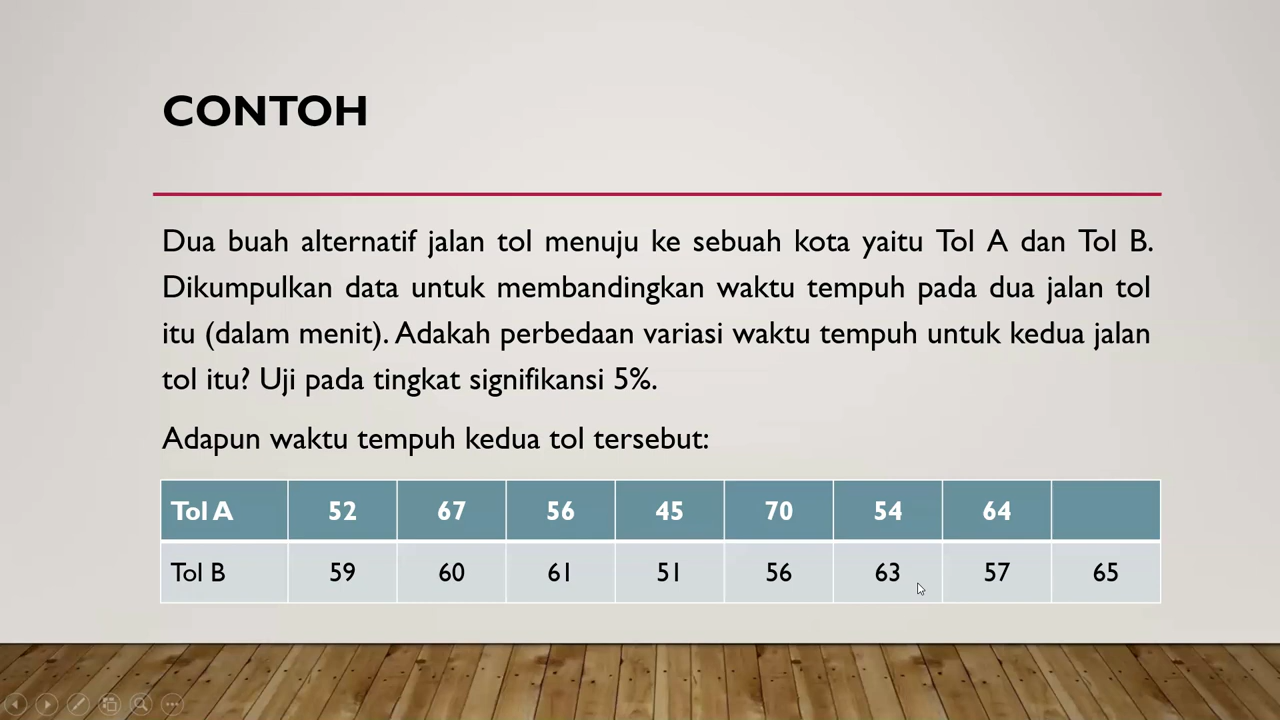 CONTOH
Dua buah alternatif jalan tol menuju ke sebuah kota yaitu Tol A dan Tol B.
Dikumpulkan data untuk membandingkan waktu tempuh pada dua jalan tol
itu (dalam menit). Adakah perbedaan variasi waktu tempuh untuk kedua jalan
tol itu? Uji pada tingkat signifikansi 5%.
Adapun waktu tempuh kedua tol tersebut:
Tol A 52 67 56 45 70 54 64
Tol B 59 60 61 51 56 63 57 65